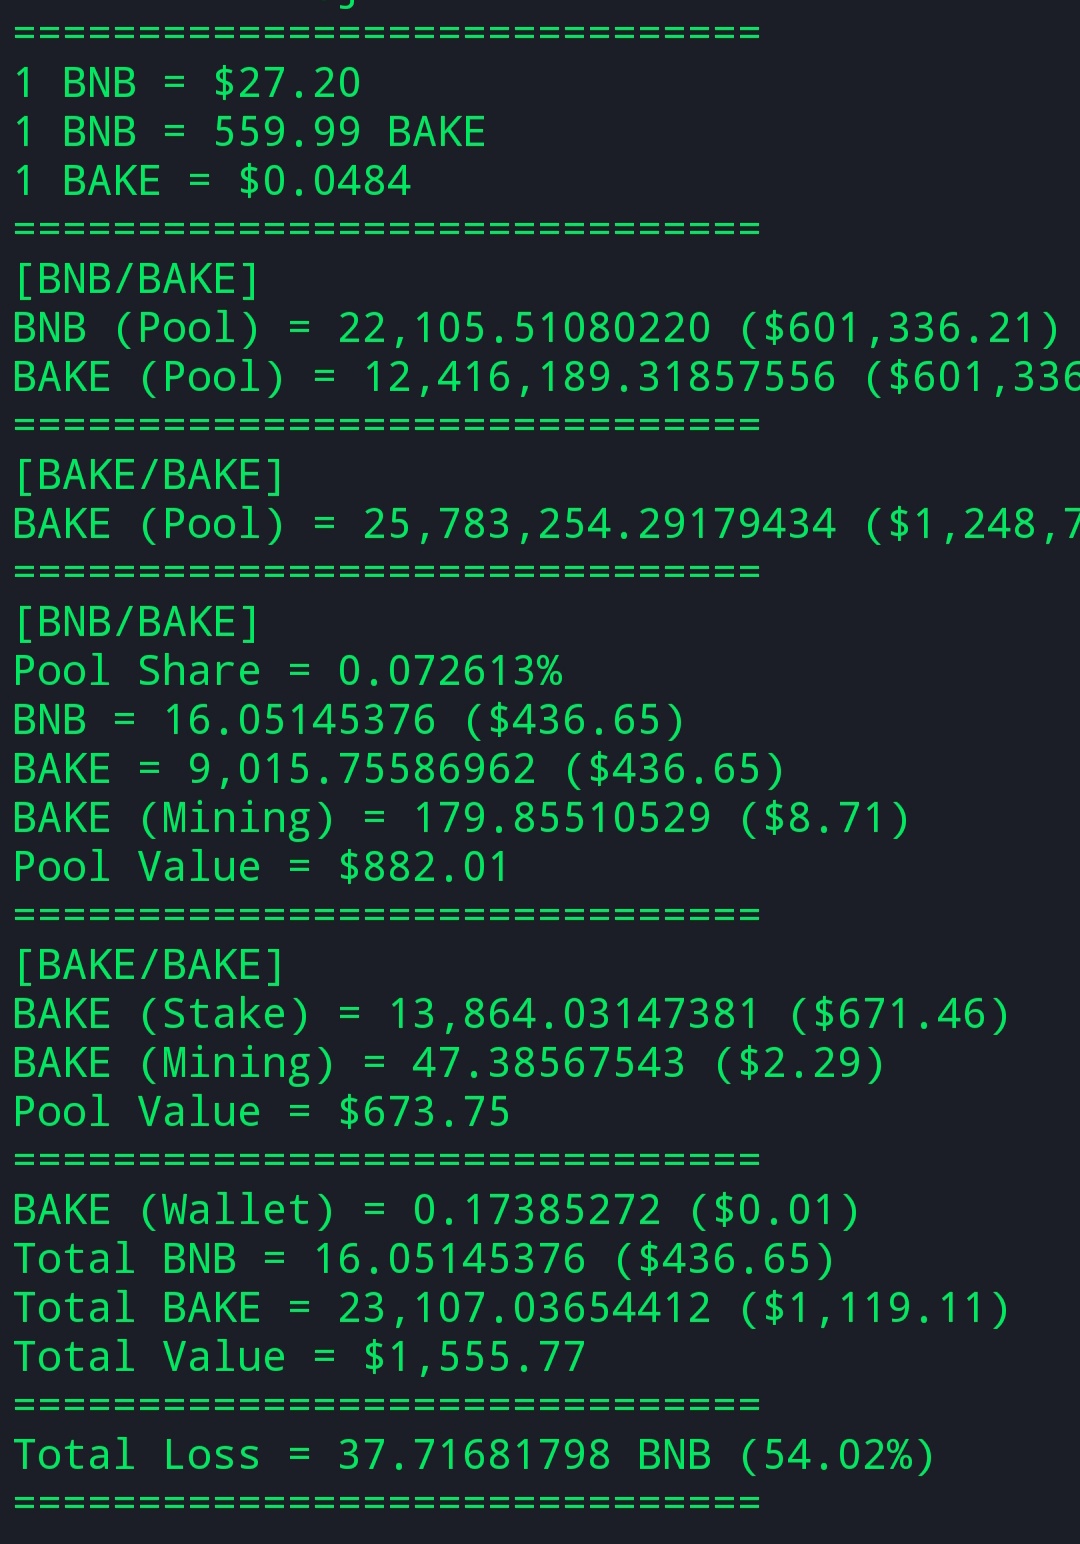 ==============================
1 BNB = $27.20
1 BNB = 559.99 BAKE
1 BAKE = $0.0484
==============================
[BNB/BAKE]
BNB (Pool) = 22,105.51080220 ($601,336.21)
BAKE (Pool) = 12,416,189.31857556 ($601,336
==============================
[BAKE/BAKE]
BAKE (Pool) = 25,783,254.29179434 ($1,248,7
==============================
[BNB/BAKE]
Pool Share = 0.072613%
BNB = 16.05145376 ($436.65)
BAKE = 9,015.75586962 ($436.65)
BAKE (Mining) = 179.85510529 ($8.71)
Pool Value = $882.01
==============================
[BAKE/BAKE]
BAKE (Stake) = 13,864.03147381 ($671.46)
BAKE (Mining) = 47.38567543 ($2.29)
Pool Value = $673.75
==============================
BAKE (Wallet) = 0.17385272 ($0.01)
Total BNB = 16.05145376 ($436.65)
Total BAKE = 23,107.03654412 ($1,119.11)
Total Value = $1,555.77
==============================
Total Loss = 37.71681798 BNB (54.02%)
==============================